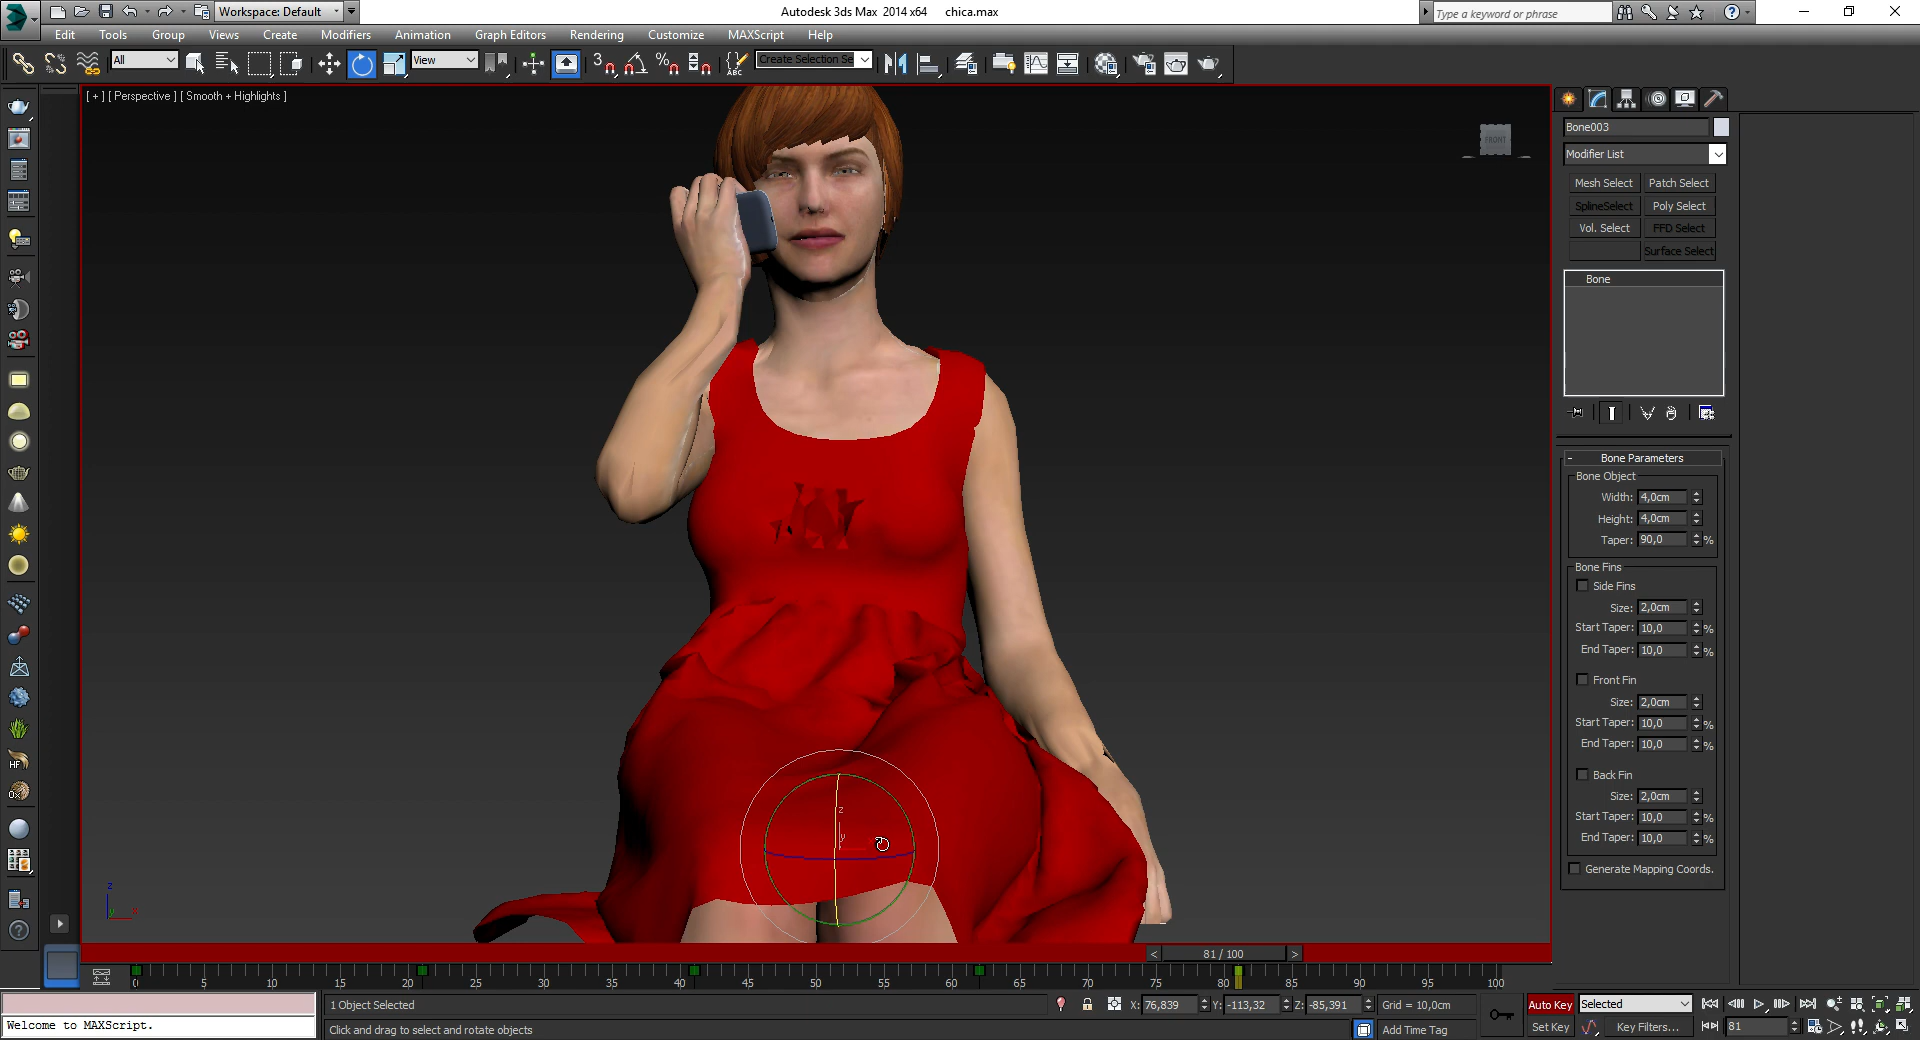 Workspace: Default
Autodesk 3ds Max  2014 x64     chica.max
Type a keyword or phrase
Edit Tools Group Views Create Modifiers Animation Graph Editors Rendering Customize MAXScript Help
All
View
3
%
ABC
Create Selection Se
[ + ] [ Perspective ] [ Smooth + Highlights ]
FRONT
Bone003
Modifier List
Mesh Select Patch Select
SplineSelect Poly Select
Vol. Select FFD Select
Surface Select
Bone
- Bone Parameters
Bone Object
Width: 4,0cm
Height: 4,0cm
Taper: 90,0 %
Bone Fins
Side Fins
Size: 2,0cm
Start Taper: 10,0 %
End Taper: 10,0 %
Front Fin
Size: 2,0cm
Start Taper: 10,0 %
End Taper: 10,0 %
Back Fin
Size: 2,0cm
Start Taper: 10,0 %
End Taper: 10,0 %
Generate Mapping Coords.
HF
z
y
z
x
< 81 / 100 >
0 5 10 15 20 25 30 35 40 45 50 55 60 65 70 75 80 85 90 95 100
1 Object Selected
X: 76,839 Y: -113,32 Z: -85,391 Grid = 10,0cm
Auto Key Selected
Welcome to MAXScript.
Click and drag to select and rotate objects
Add Time Tag
Set Key Key Filters... 81